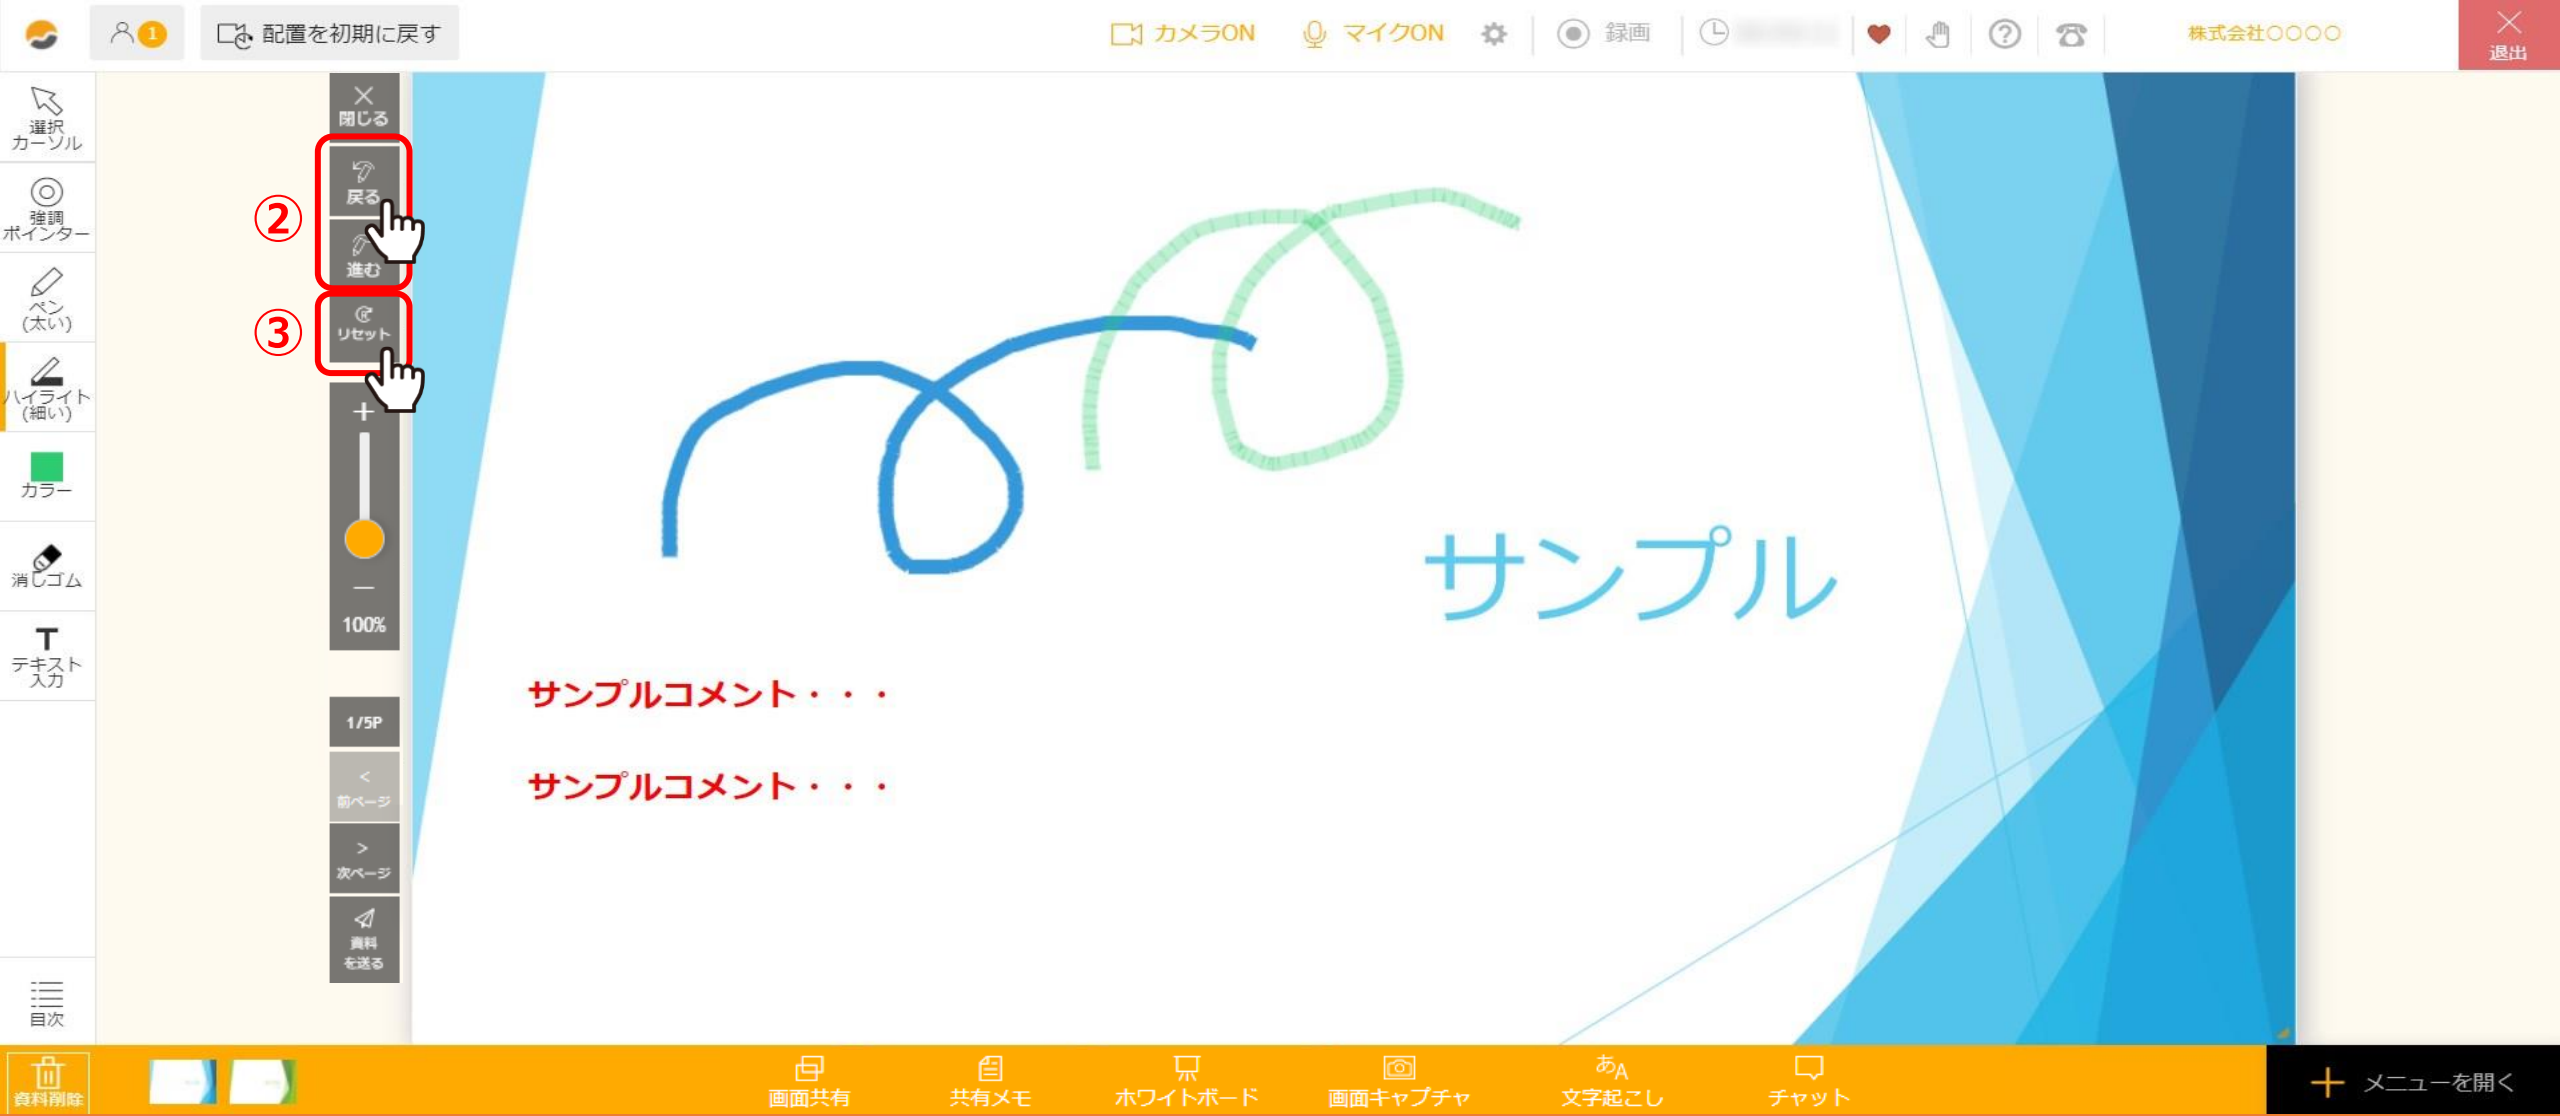 1
配置を初期に戻す
カメラON
マイクON
録画
株式会社〇〇〇〇
退出
選択
カーソル
強調
ポインター
ペン
(太い)
ハイライト
(細い)
カラー
消しゴム
T
テキスト
入力
目次
閉じる
②
戻る
進む
③
リセット
+
−
100%
1/5P
<
前ページ
>
次ページ
資料
を送る
サンプル
サンプルコメント・・・
サンプルコメント・・・
資料削除
画面共有
共有メモ
ホワイトボード
画面キャプチャ
あA
文字起こし
チャット
メニューを開く